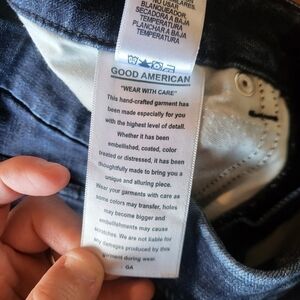 NO USAR
BLANQUEADOR,
SECADORA A BAJA
TEMPERATURA
PLANCHAR A BAJA
TEMPERATURA
GOOD AMERICAN
"WEAR WITH CARE"
This hand-crafted garment has
been made especially for you
with the highest level of detail.
Whether it has been
embellished, coated, color
treated or distressed, it has been
thoughtfully made to bring you a
unique and alluring piece.
Wear your garments with care as
some colors may transfer, holes
may become bigger and
embellishments may cause
scratches. We are not liable for
any damages produced by this
garment during wear.
GA